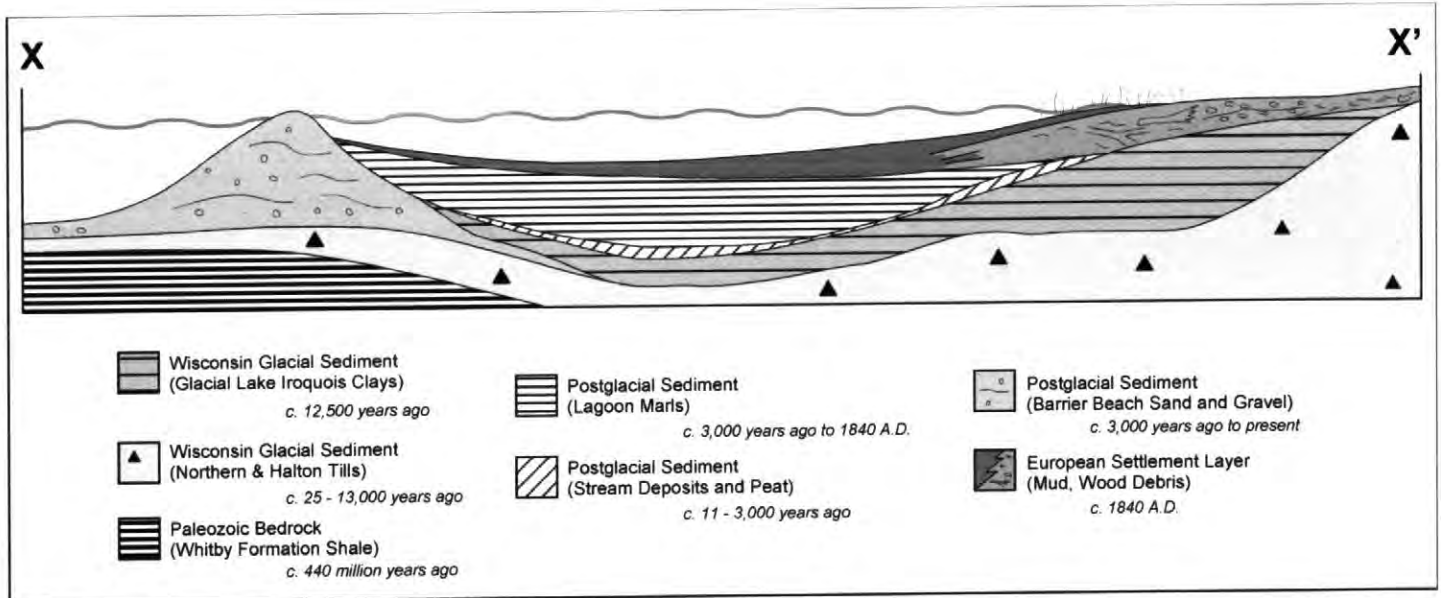 X
X'
Wisconsin Glacial Sediment
(Glacial Lake Iroquois Clays)
c. 12,500 years ago
Wisconsin Glacial Sediment
(Northern & Halton Tills)
c. 25 - 13,000 years ago
Paleozoic Bedrock
(Whitby Formation Shale)
c. 440 million years ago
Postglacial Sediment
(Lagoon Marls)
c. 3,000 years ago to 1840 A.D.
Postglacial Sediment
(Stream Deposits and Peat)
c. 11 - 3,000 years ago
Postglacial Sediment
(Barrier Beach Sand and Gravel)
c. 3,000 years ago to present
European Settlement Layer
(Mud, Wood Debris)
c. 1840 A.D.